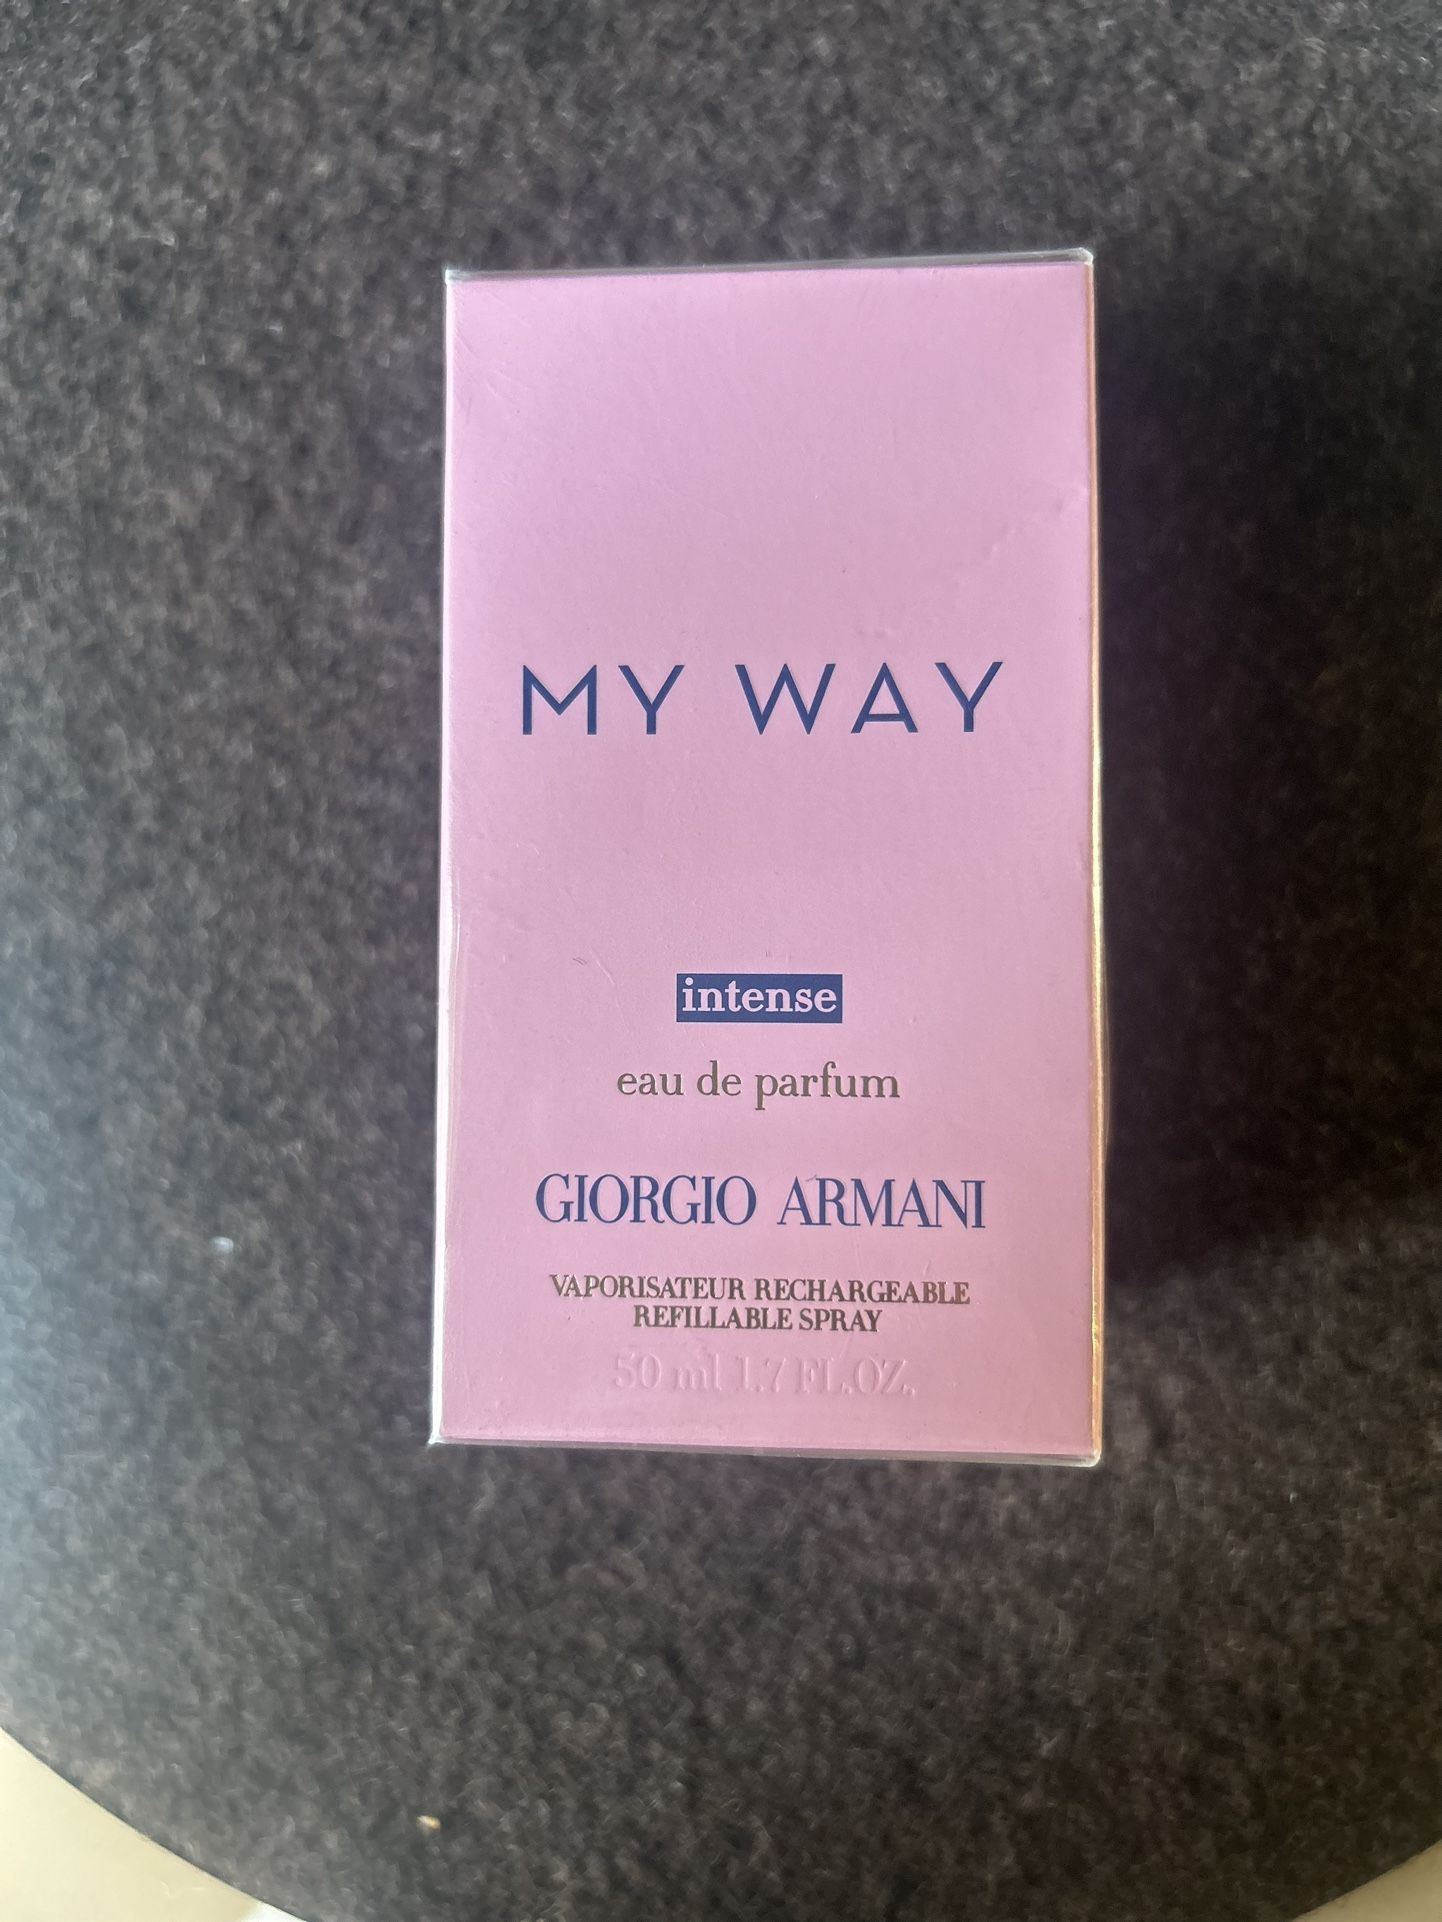 MY WAY
intense
eau de parfum
GIORGIO ARMANI
VAPORISATEUR RECHARGEABLE
REFILLABLE SPRAY
50 ml 1.7 FL.OZ.